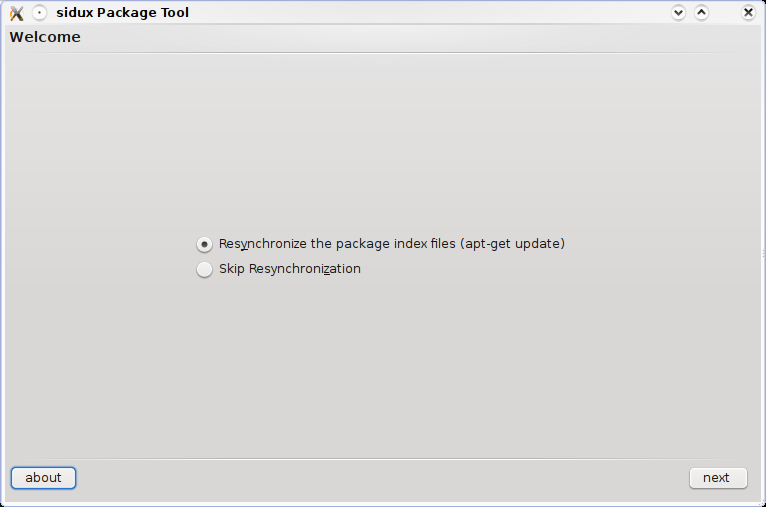 sidux Package Tool
Welcome
Resynchronize the package index files (apt-get update)
Skip Resynchronization
about
next